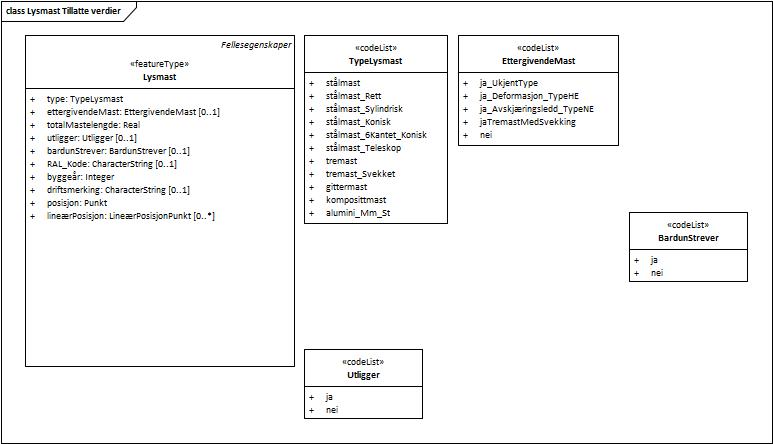 class Lysmast Tillatte verdier
Fellesegenskaper
«featureType»
Lysmast
+ type: TypeLysmast
+ ettergivendeMast: EttergivendeMast [0..1]
+ totalMastelengde: Real
+ utligger: Utligger [0..1]
+ bardunStrever: BardunStrever [0..1]
+ RAL_Kode: CharacterString [0..1]
+ byggeår: Integer
+ driftsmerking: CharacterString [0..1]
+ posisjon: Punkt
+ lineærPosisjon: LineærPosisjonPunkt [0..*]
«codeList»
TypeLysmast
+ stålmast
+ stålmast_Rett
+ stålmast_Sylindrisk
+ stålmast_Konisk
+ stålmast_6Kantet_Konisk
+ stålmast_Teleskop
+ tremast
+ tremast_Svekket
+ gittermast
+ komposittmast
+ alumini_Mm_St
«codeList»
EttergivendeMast
+ ja_UkjentType
+ ja_Deformasjon_TypeHE
+ ja_Avskjæringsledd_TypeNE
+ jaTremastMedSvekking
+ nei
«codeList»
BardunStrever
+ ja
+ nei
«codeList»
Utligger
+ ja
+ nei